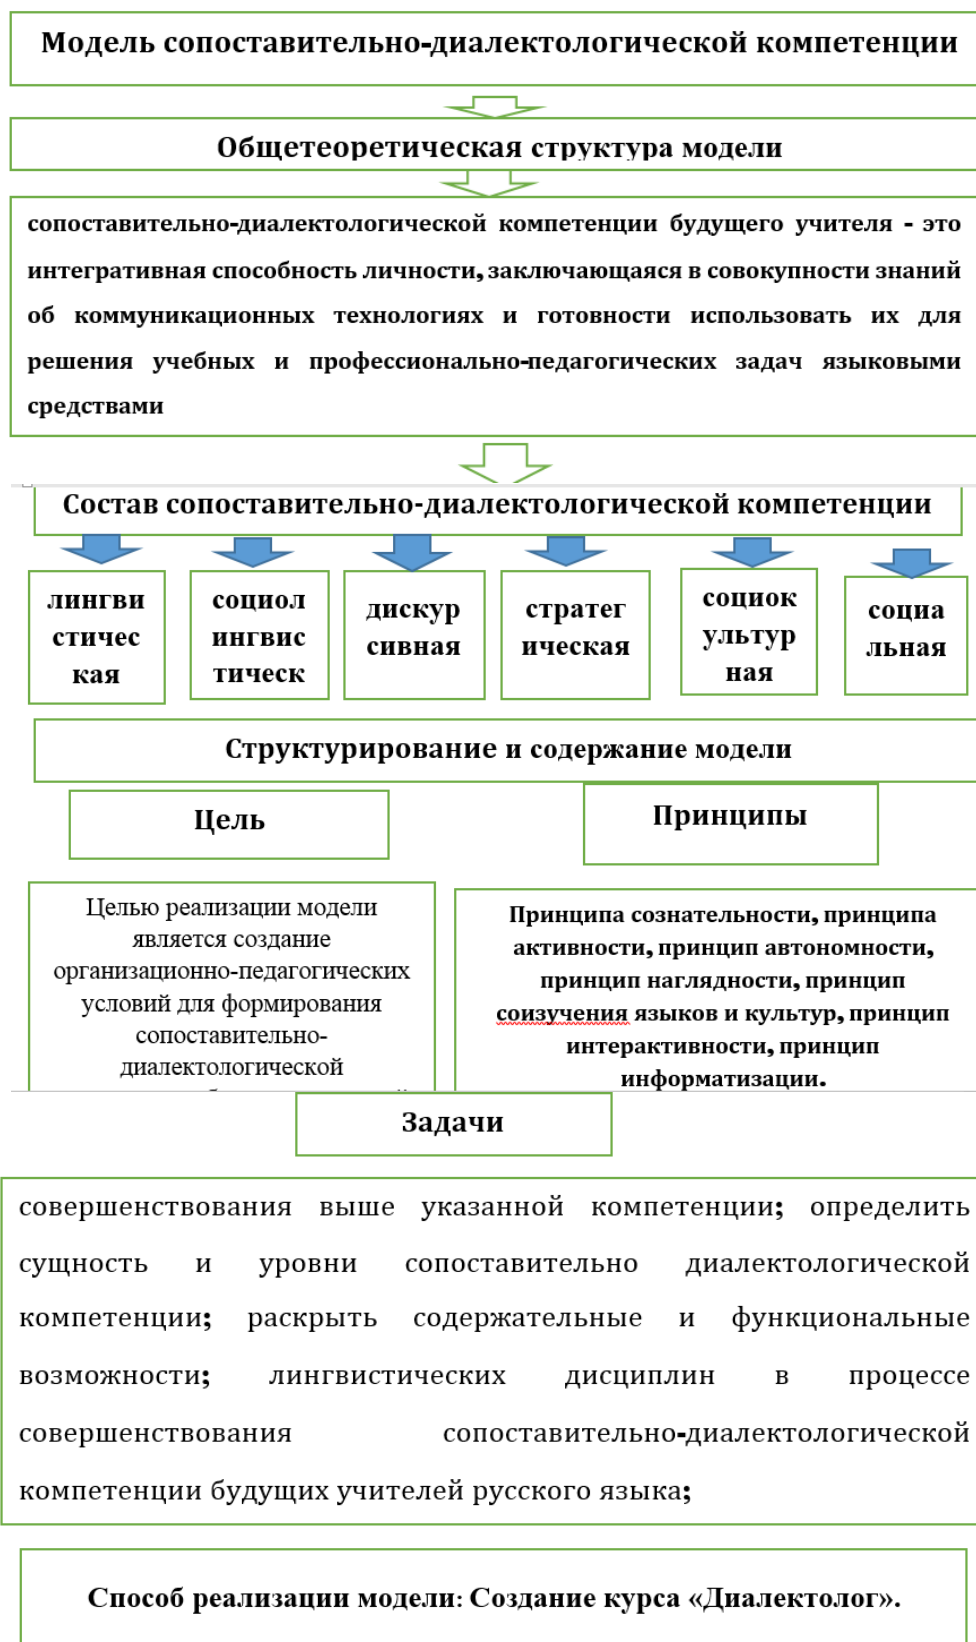 Модель сопоставительно-диалектологической компетенции
Общетеоретическая структура модели
сопоставительно-диалектологической компетенции будущего учителя - это
интегративная способность личности, заключающаяся в совокупности знаний
об коммуникационных технологиях и готовности использовать их для
решения учебных и профессионально-педагогических задач языковыми
средствами
Состав сопоставительно-диалектологической компетенции
лингви
стичес
кая
социол
ингвис
тическ
дискур
сивная
стратег
ическая
социок
ультур
ная
социа
льная
Структурирование и содержание модели
Цель
Принципы
Целью реализации модели
является создание
организационно-педагогических
условий для формирования
сопоставительно-
диалектологической
Принципа сознательности, принципа
активности, принцип автономности,
принцип наглядности, принцип
соизучения языков и культур, принцип
интерактивности, принцип
информатизации.
Задачи
совершенствования выше указанной компетенции; определить
сущность и уровни сопоставительно диалектологической
компетенции; раскрыть содержательные и функциональные
возможности; лингвистических дисциплин в процессе
совершенствования сопоставительно-диалектологической
компетенции будущих учителей русского языка;
Способ реализации модели: Создание курса «Диалектолог».